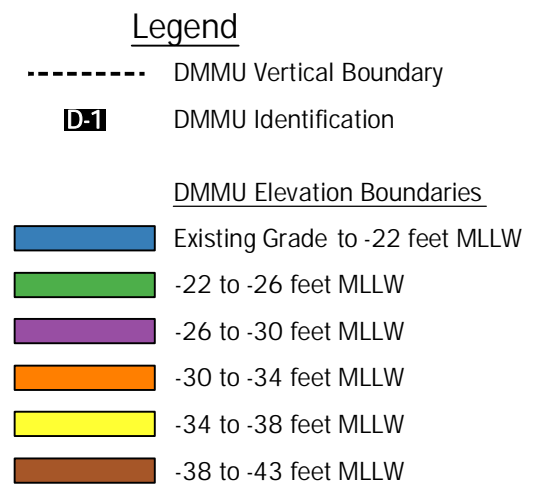 Legend
DMMU Vertical Boundary
D-1 DMMU Identification
DMMU Elevation Boundaries
Existing Grade to -22 feet MLLW
-22 to -26 feet MLLW
-26 to -30 feet MLLW
-30 to -34 feet MLLW
-34 to -38 feet MLLW
-38 to -43 feet MLLW